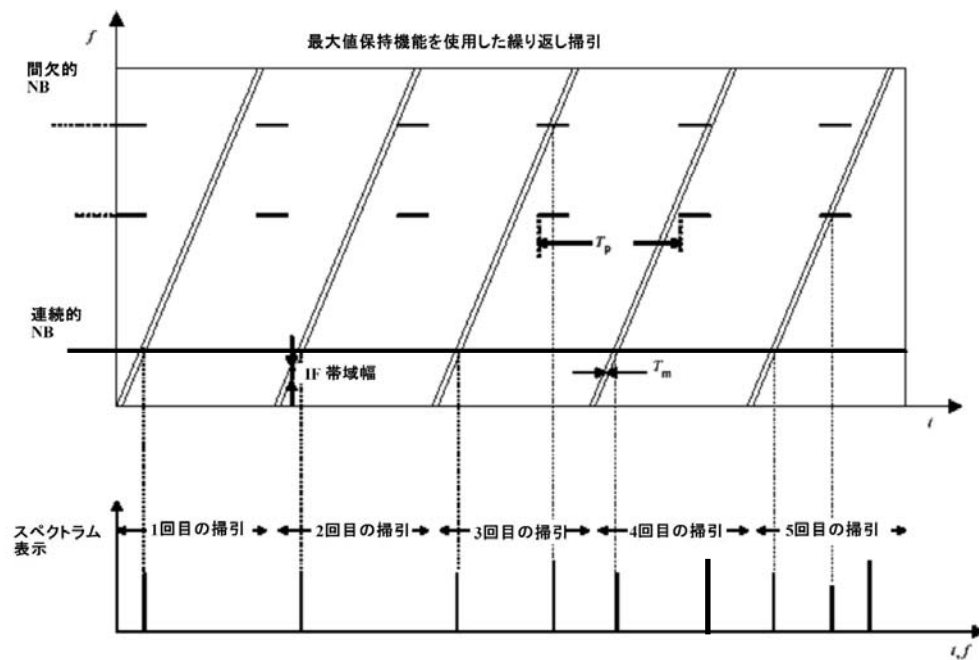 f
最大値保持機能を使用した繰り返し掃引
間欠的
NB
Tp
連続的
NB
IF 帯域幅
Tm
t
スペクトラム
表示
1回目の掃引
2回目の掃引
3回目の掃引
4回目の掃引
5回目の掃引
t,f